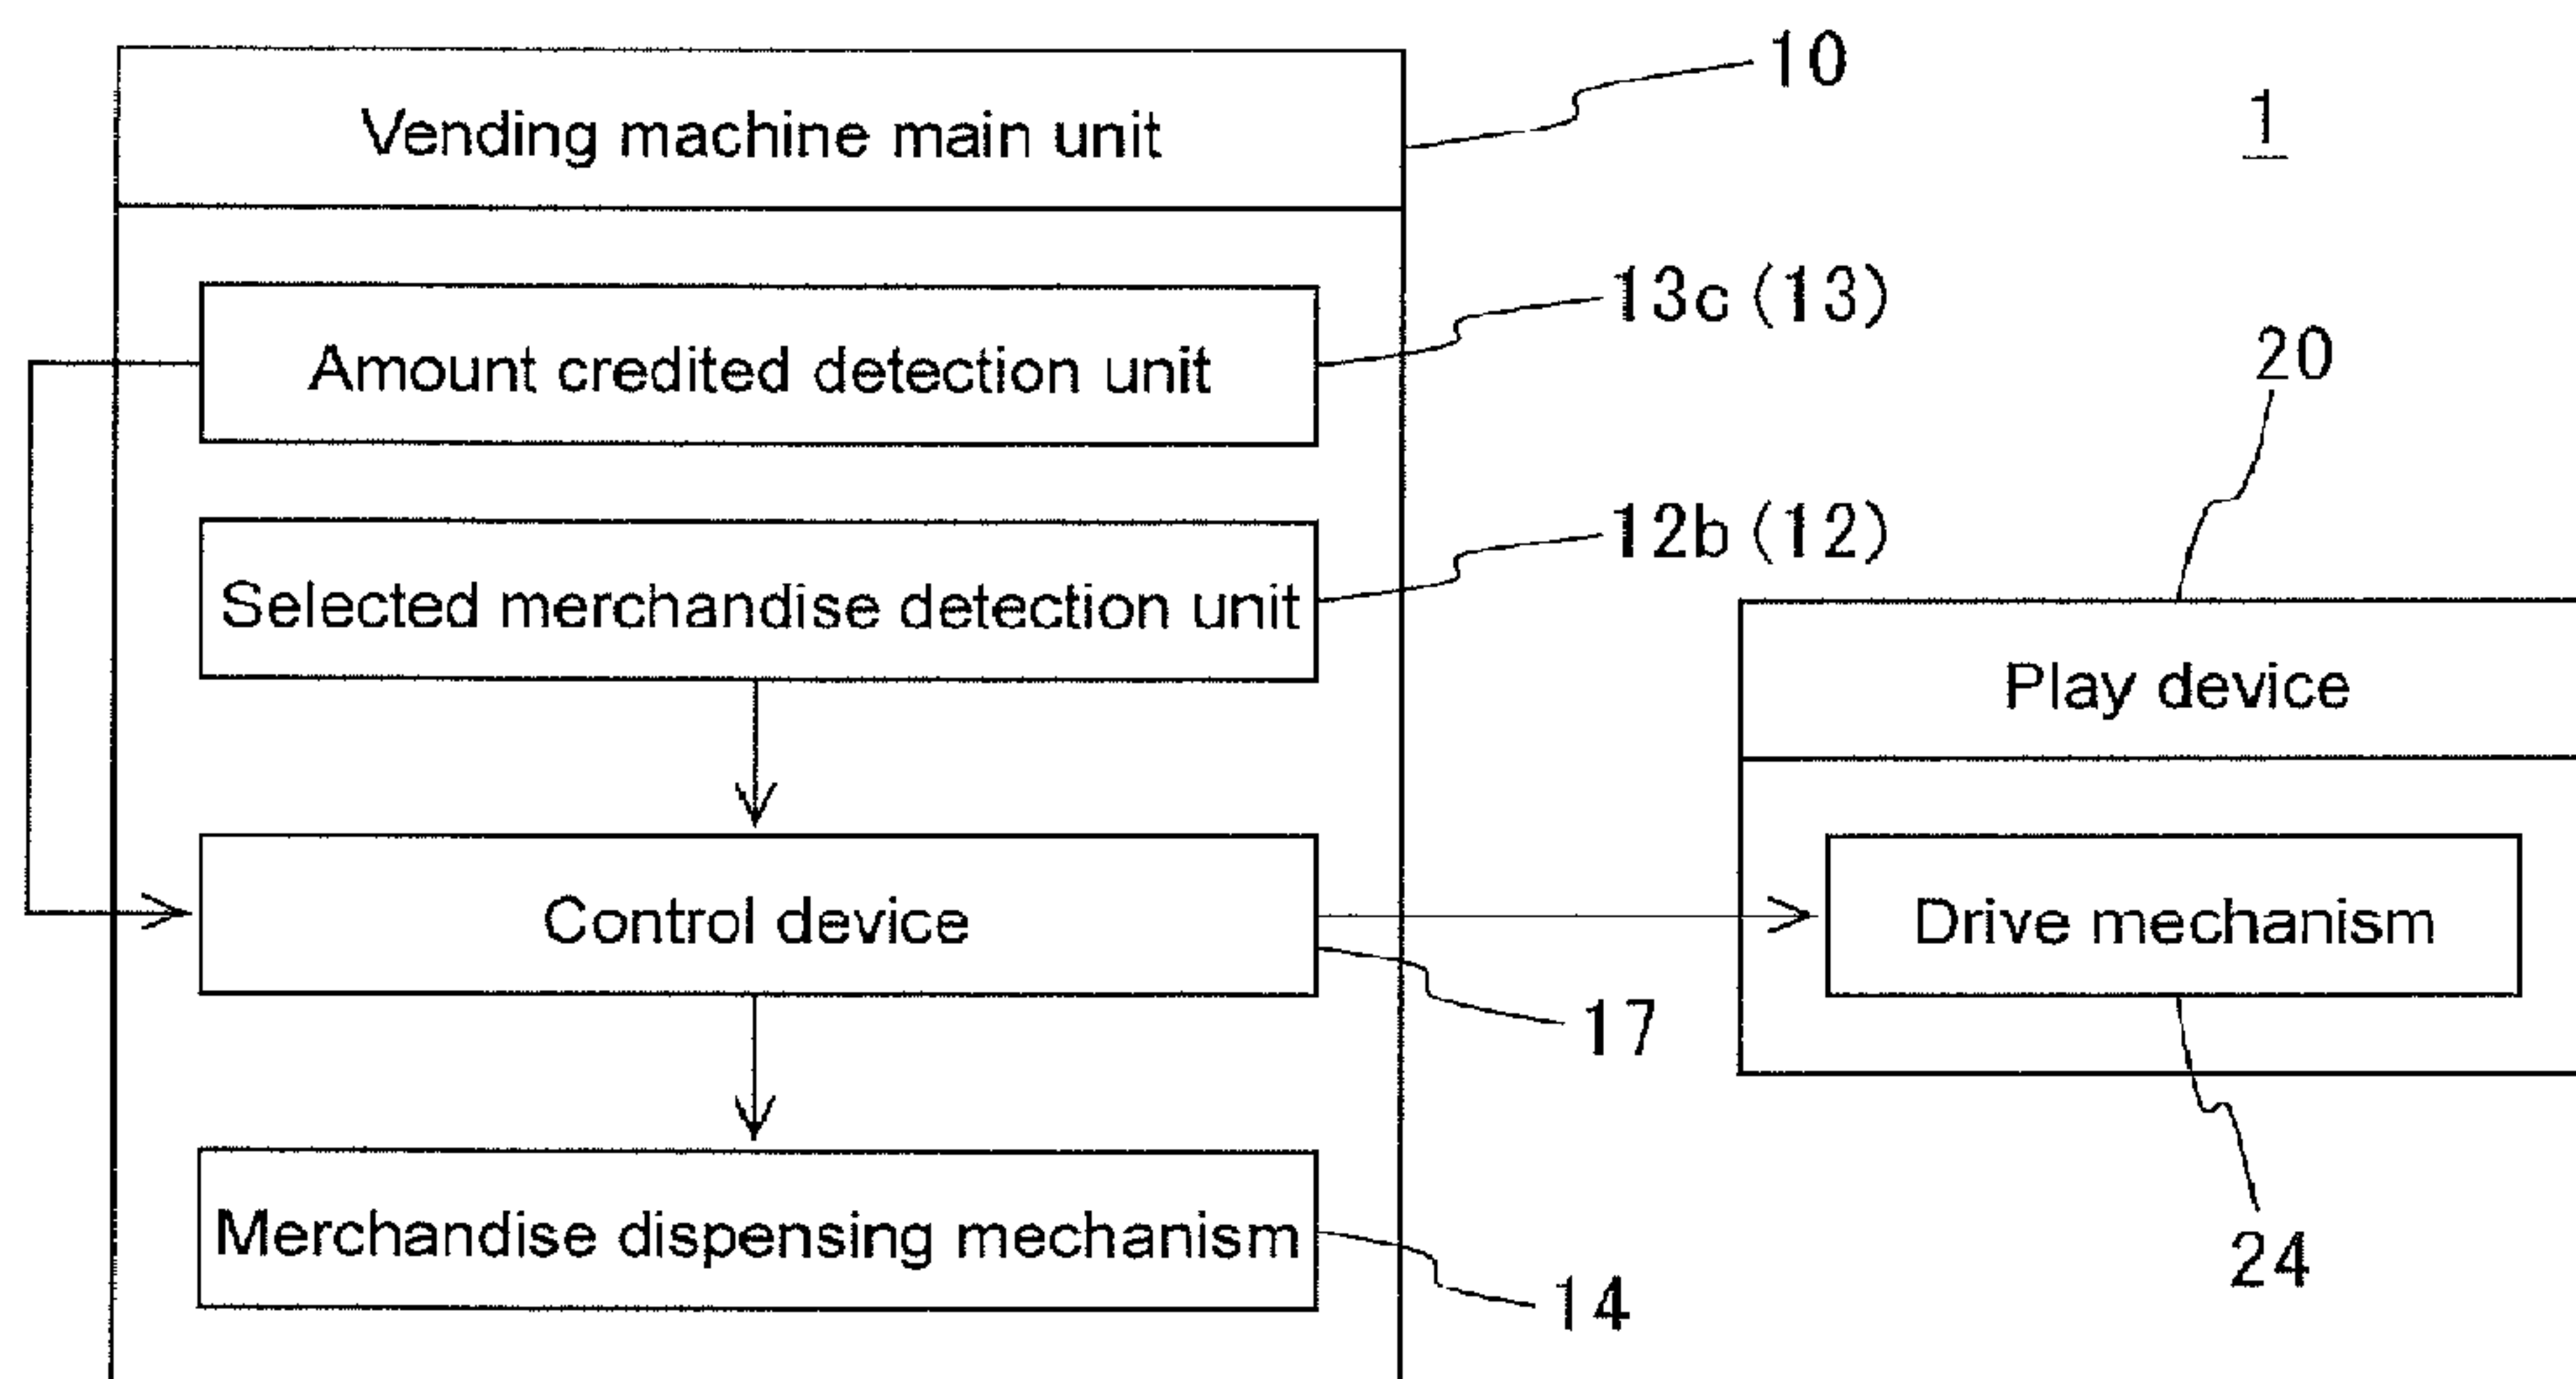 10
1
Vending machine main unit
13c (13)
Amount credited detection unit
20
12b (12)
Selected merchandise detection unit
Play device
Control device
Drive mechanism
17
Merchandise dispensing mechanism
24
14